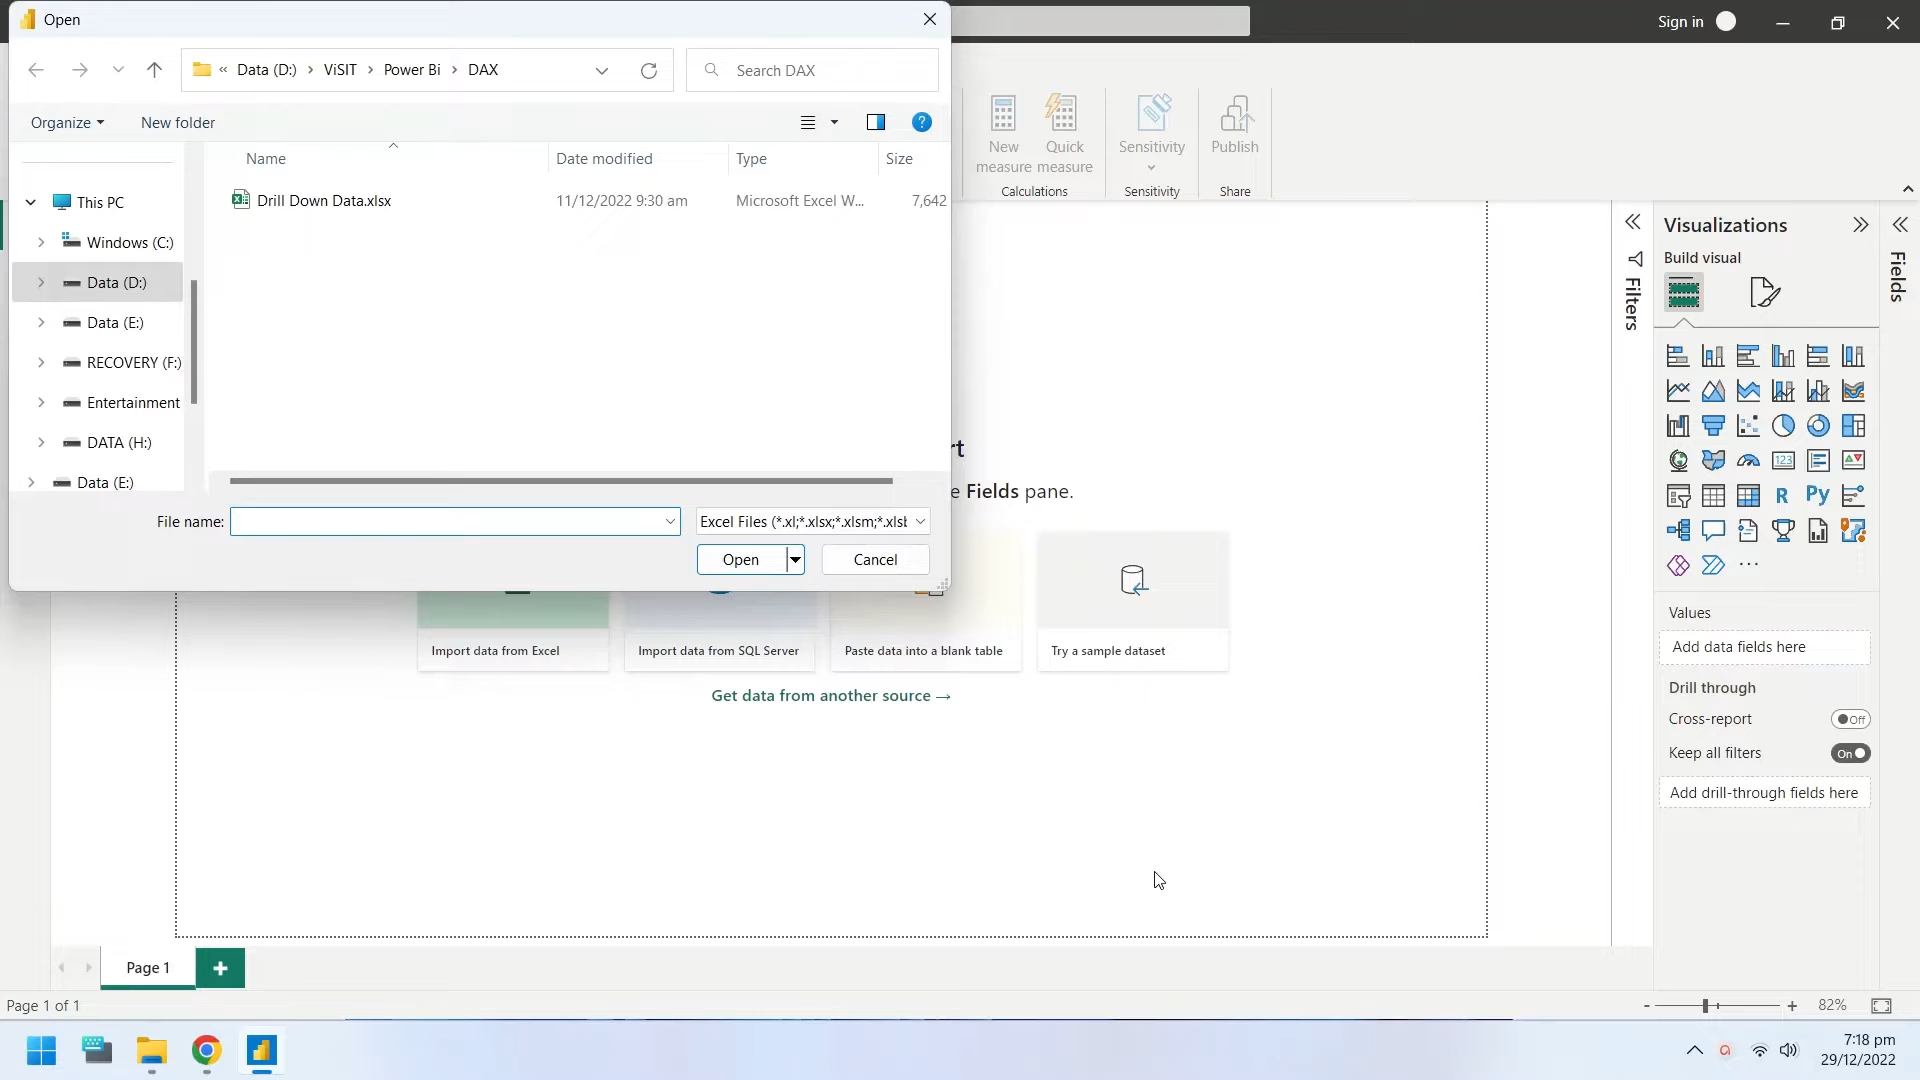 Open
Sign in
« Data (D:) › ViSIT › Power Bi › DAX
Search DAX
Organize
New folder
Name
Date modified
Type
Size
Drill Down Data.xlsx
11/12/2022 9:30 am
Microsoft Excel W...
7,642
This PC
Windows (C:)
Data (D:)
Data (E:)
RECOVERY (F:)
Entertainment
DATA (H:)
Data (E:)
File name:
Excel Files (*.xl;*.xlsx;*.xlsm;*.xlsb
Open
Cancel
New measure
Quick measure
Calculations
Sensitivity
Sensitivity
Publish
Share
rt
e Fields pane.
Import data from Excel
Import data from SQL Server
Paste data into a blank table
Try a sample dataset
Get data from another source →
Filters
Visualizations
Build visual
Fields
123
R
Py
Values
Add data fields here
Drill through
Cross-report
Off
Keep all filters
On
Add drill-through fields here
Page 1
Page 1 of 1
82%
7:18 pm
29/12/2022